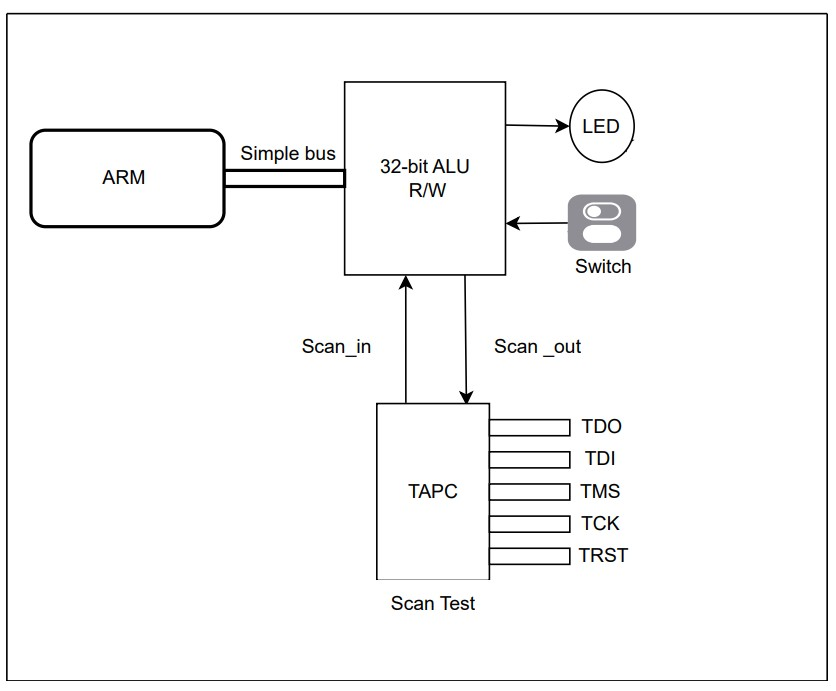 LED
Simple bus
ARM
32-bit ALU
R/W
Switch
Scan_in
Scan _out
TDO
TDI
TAPC
TMS
TCK
TRST
Scan Test